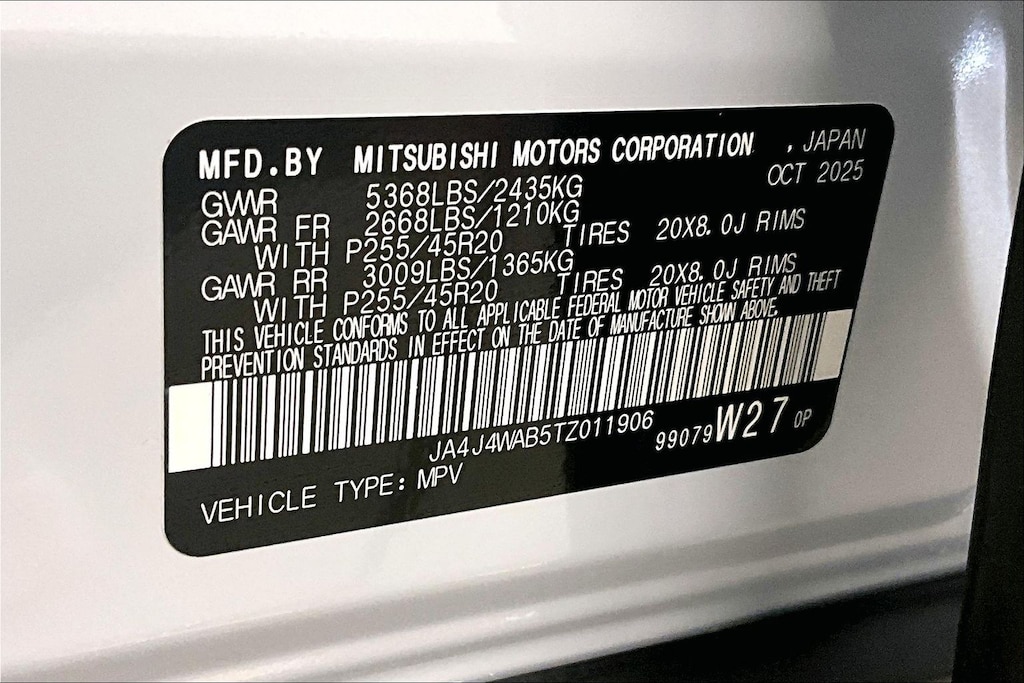 MFD.BY MITSUBISHI MOTORS CORPORATION , JAPAN
OCT 2025
GVWR 5368LBS/2435KG
GAWR FR 2668LBS/1210KG
WITH P255/45R20 TIRES 20X8.0J RIMS
GAWR RR 3009LBS/1365KG
WITH P255/45R20 TIRES 20X8.0J RIMS
THIS VEHICLE CONFORMS TO ALL APPLICABLE FEDERAL MOTOR VEHICLE SAFETY AND THEFT
PREVENTION STANDARDS IN EFFECT ON THE DATE OF MANUFACTURE SHOWN ABOVE.
JA4J4WAB5TZ011906 99079 W27 0P
VEHICLE TYPE: MPV